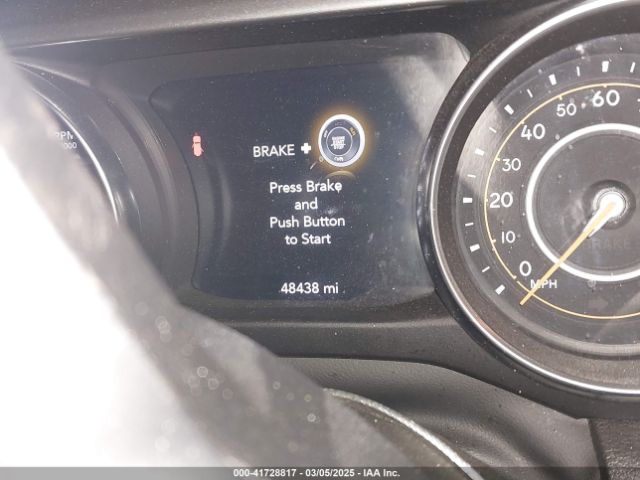 BRAKE +
Press Brake
and
Push Button
to Start
48438 mi
60
50
40
30
20
10
0
MPH
BRAKE
000-41728817 — 03/05/2025 — IAA Inc.